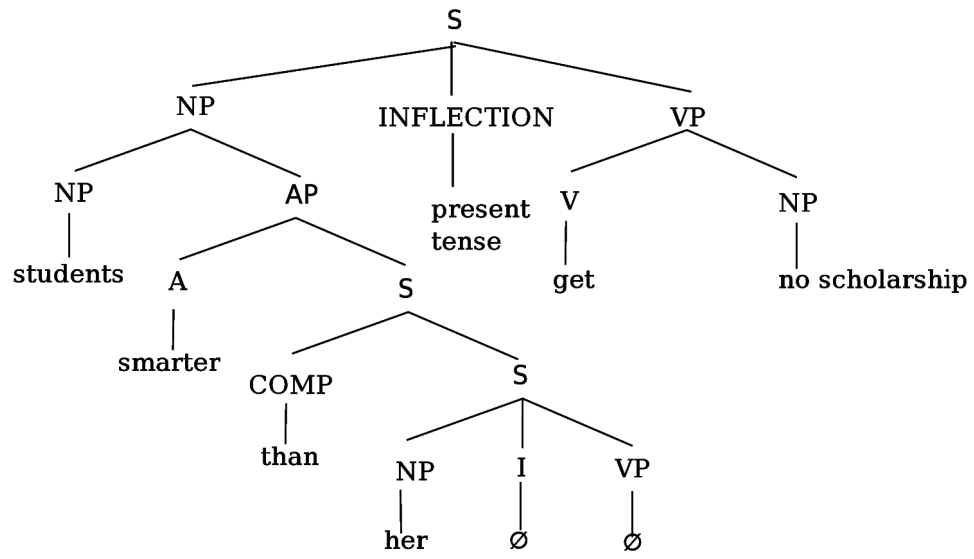 S
NP INFLECTION VP
NP AP present tense V NP
students A S get no scholarship
smarter COMP S
than NP I VP
her ∅ ∅